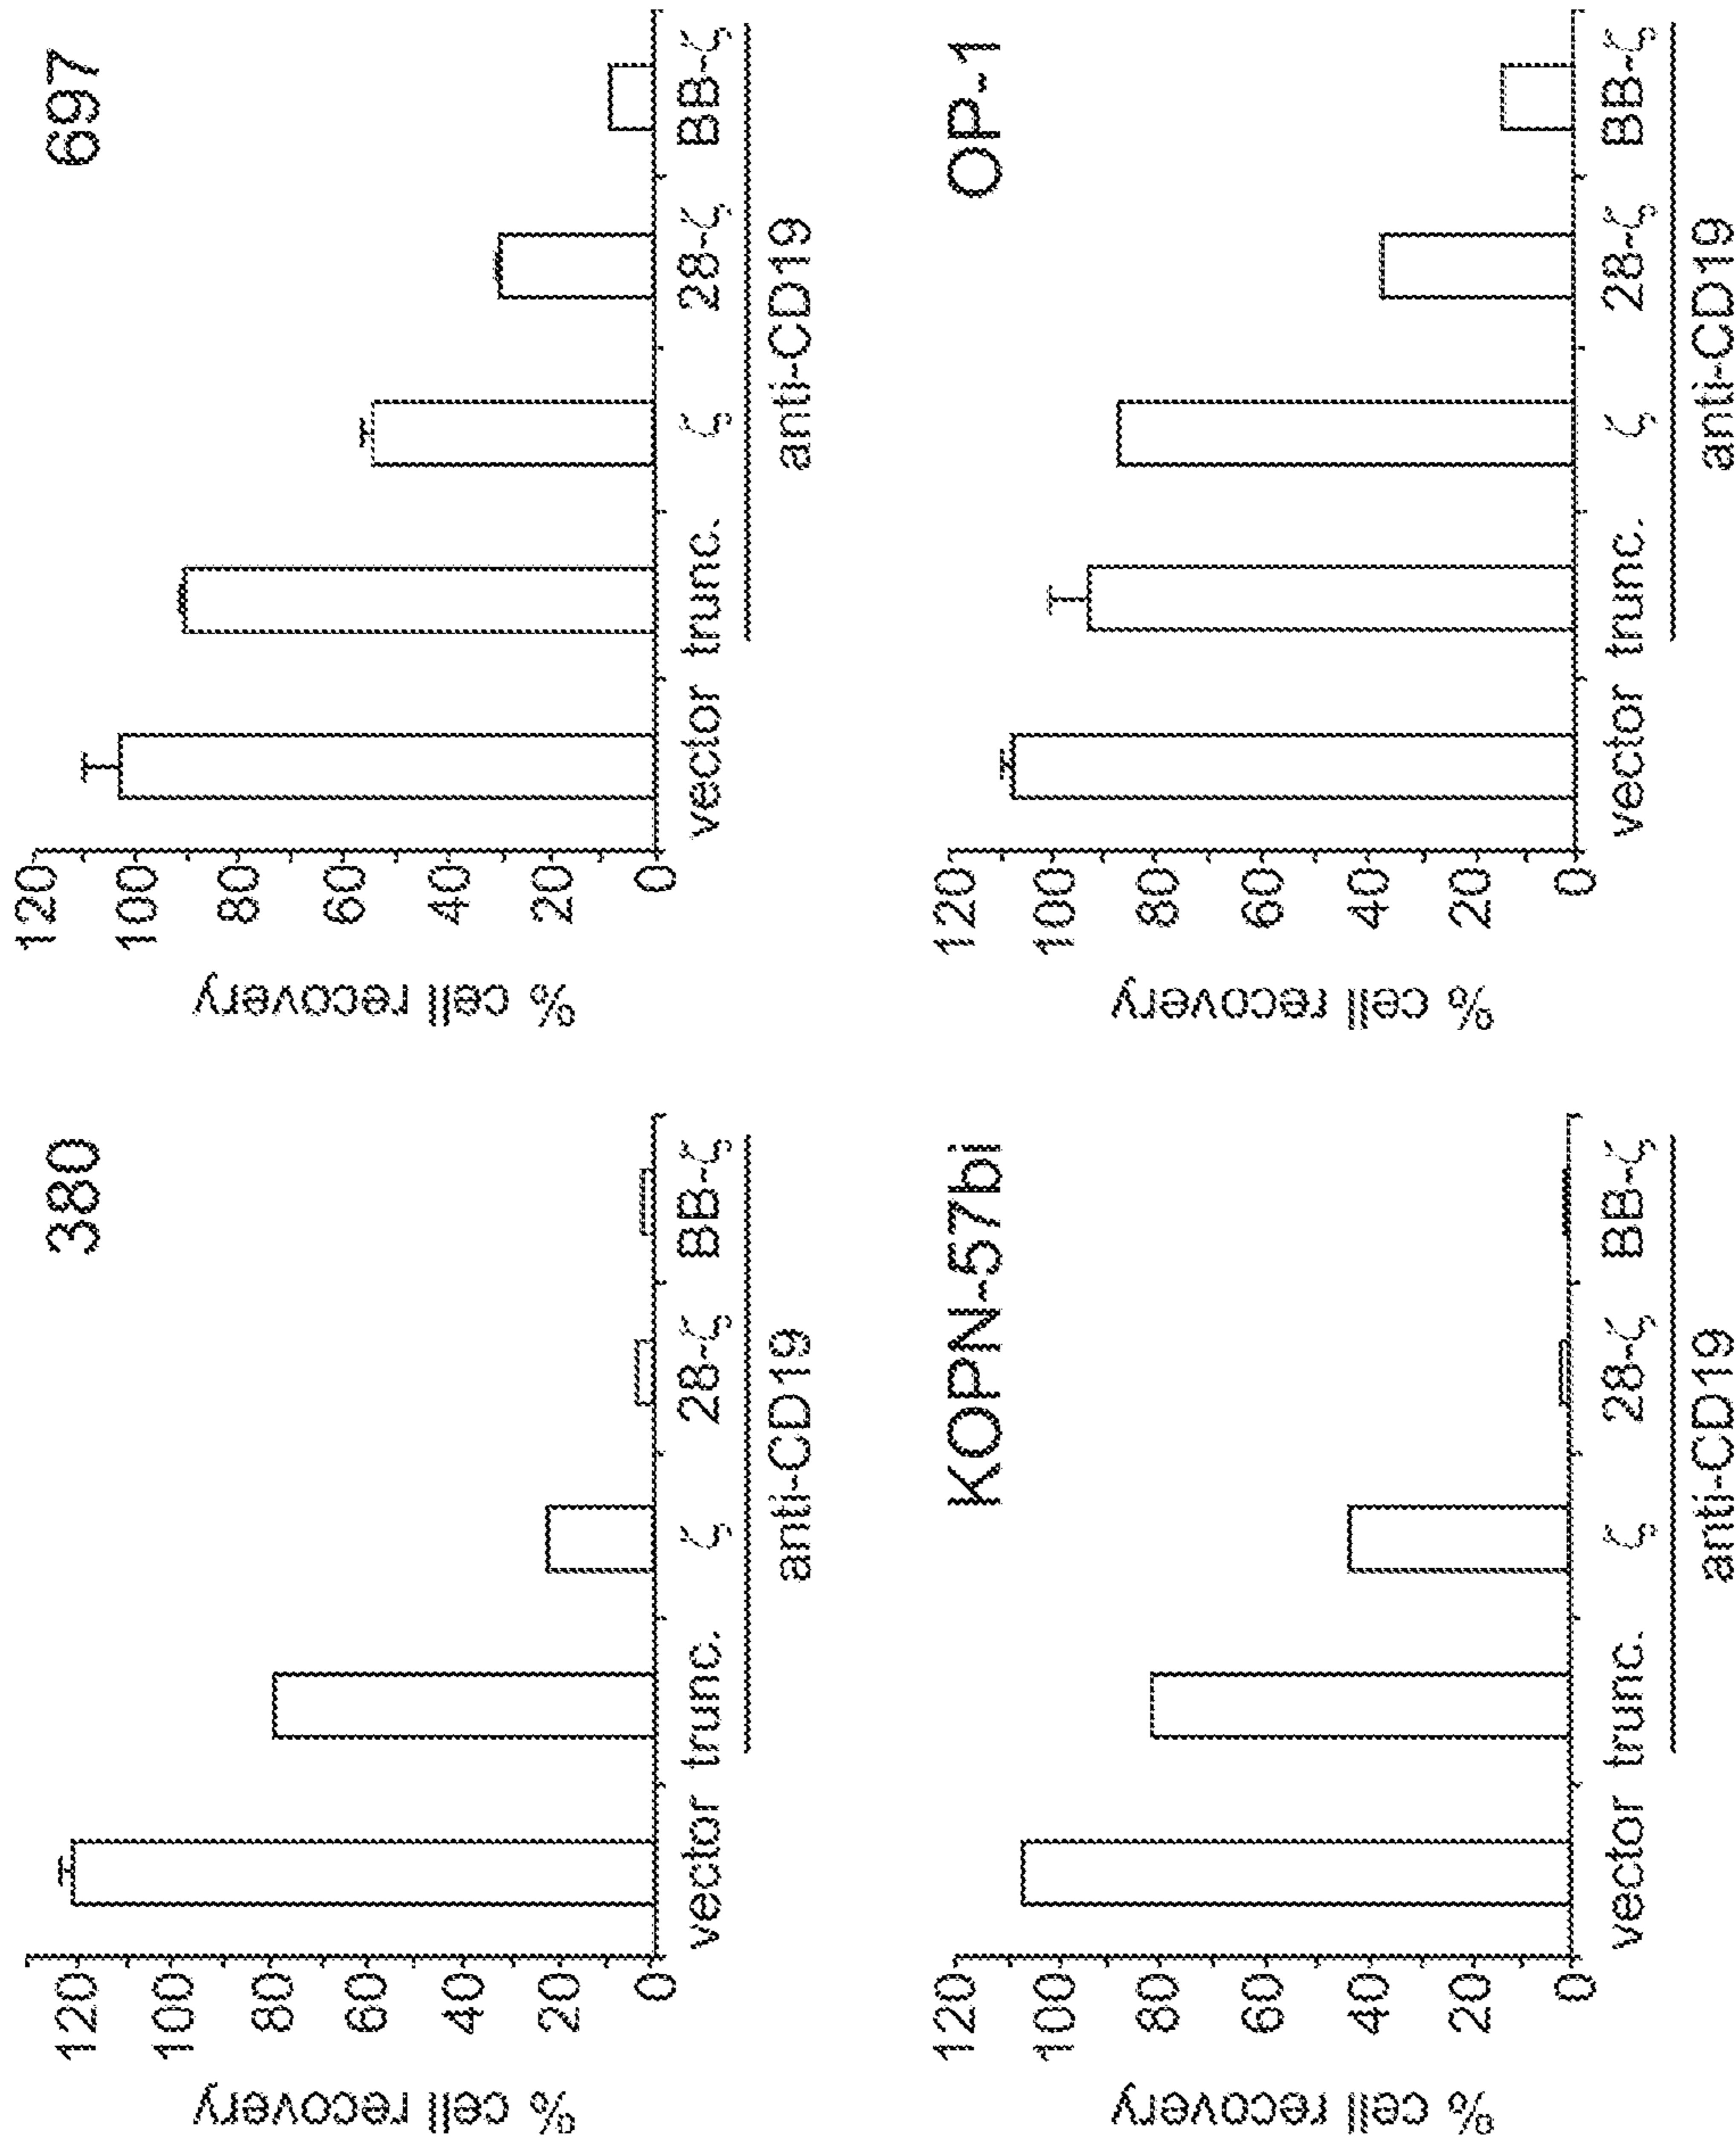 380
% cell recovery
120
100
80
60
40
20
0
vector trunc. ζ 28-ζ BB-ζ
anti-CD19
697
% cell recovery
120
100
80
60
40
20
0
vector trunc. ζ 28-ζ BB-ζ
anti-CD19
KOPN-57bi
% cell recovery
120
100
80
60
40
20
0
vector trunc. ζ 28-ζ BB-ζ
anti-CD19
OP-1
% cell recovery
120
100
80
60
40
20
0
vector trunc. ζ 28-ζ BB-ζ
anti-CD19